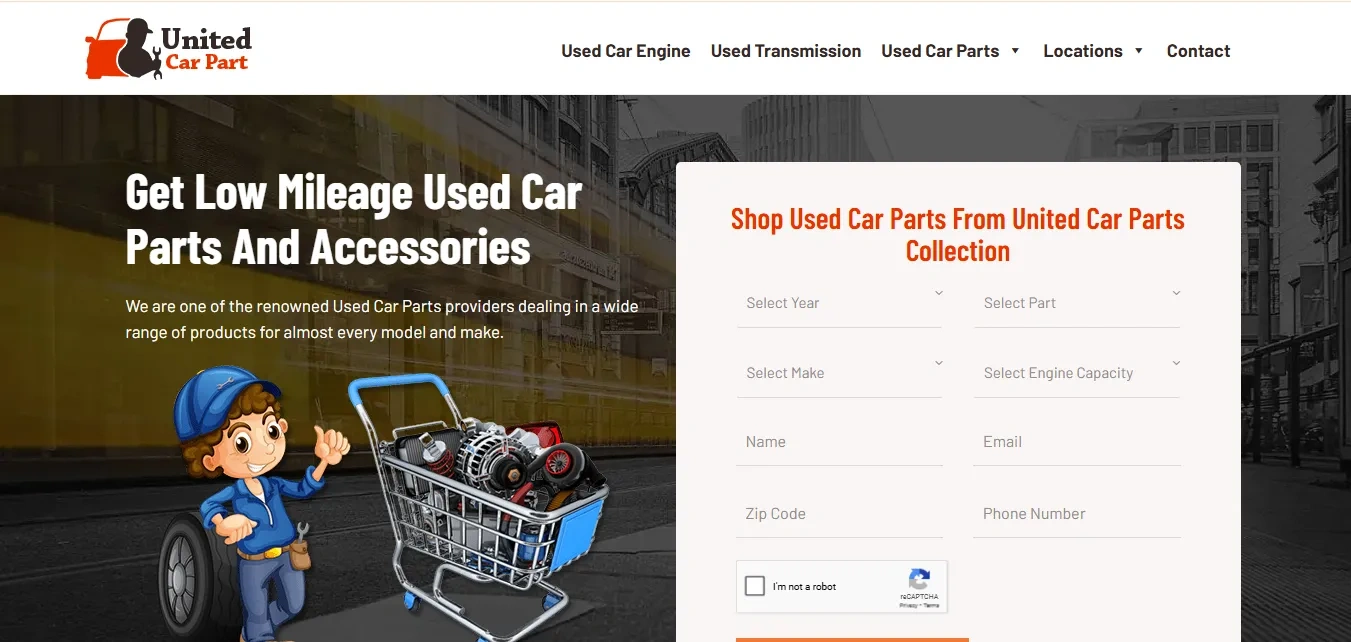 United
Car Part
Used Car Engine
Used Transmission
Used Car Parts
Locations
Contact
Get Low Mileage Used Car
Parts And Accessories
We are one of the renowned Used Car Parts providers dealing in a wide
range of products for almost every model and make.
Shop Used Car Parts From United Car Parts
Collection
Select Year
Select Part
Select Make
Select Engine Capacity
Name
Email
Zip Code
Phone Number
I'm not a robot
reCAPTCHA
Privacy - Terms